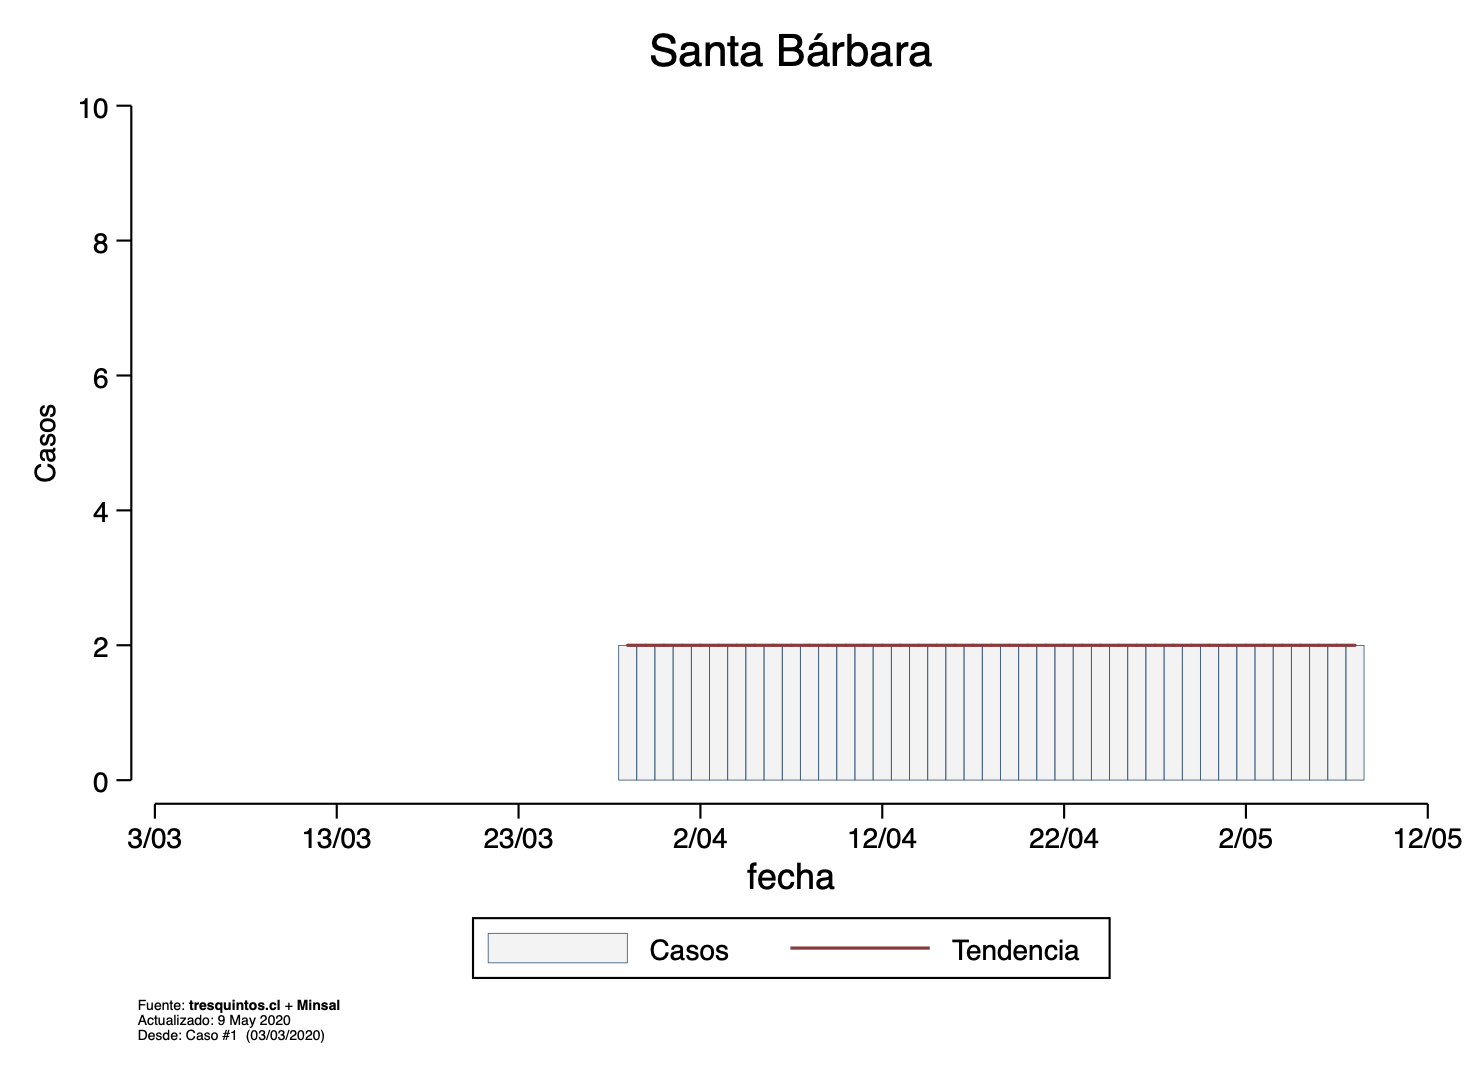 Santa Bárbara
10
8
6
4
2
0
Casos
3/03 13/03 23/03 2/04 12/04 22/04 2/05 12/05
fecha
Casos Tendencia
Fuente: tresquintos.cl + Minsal
Actualizado: 9 May 2020
Desde: Caso #1 (03/03/2020)